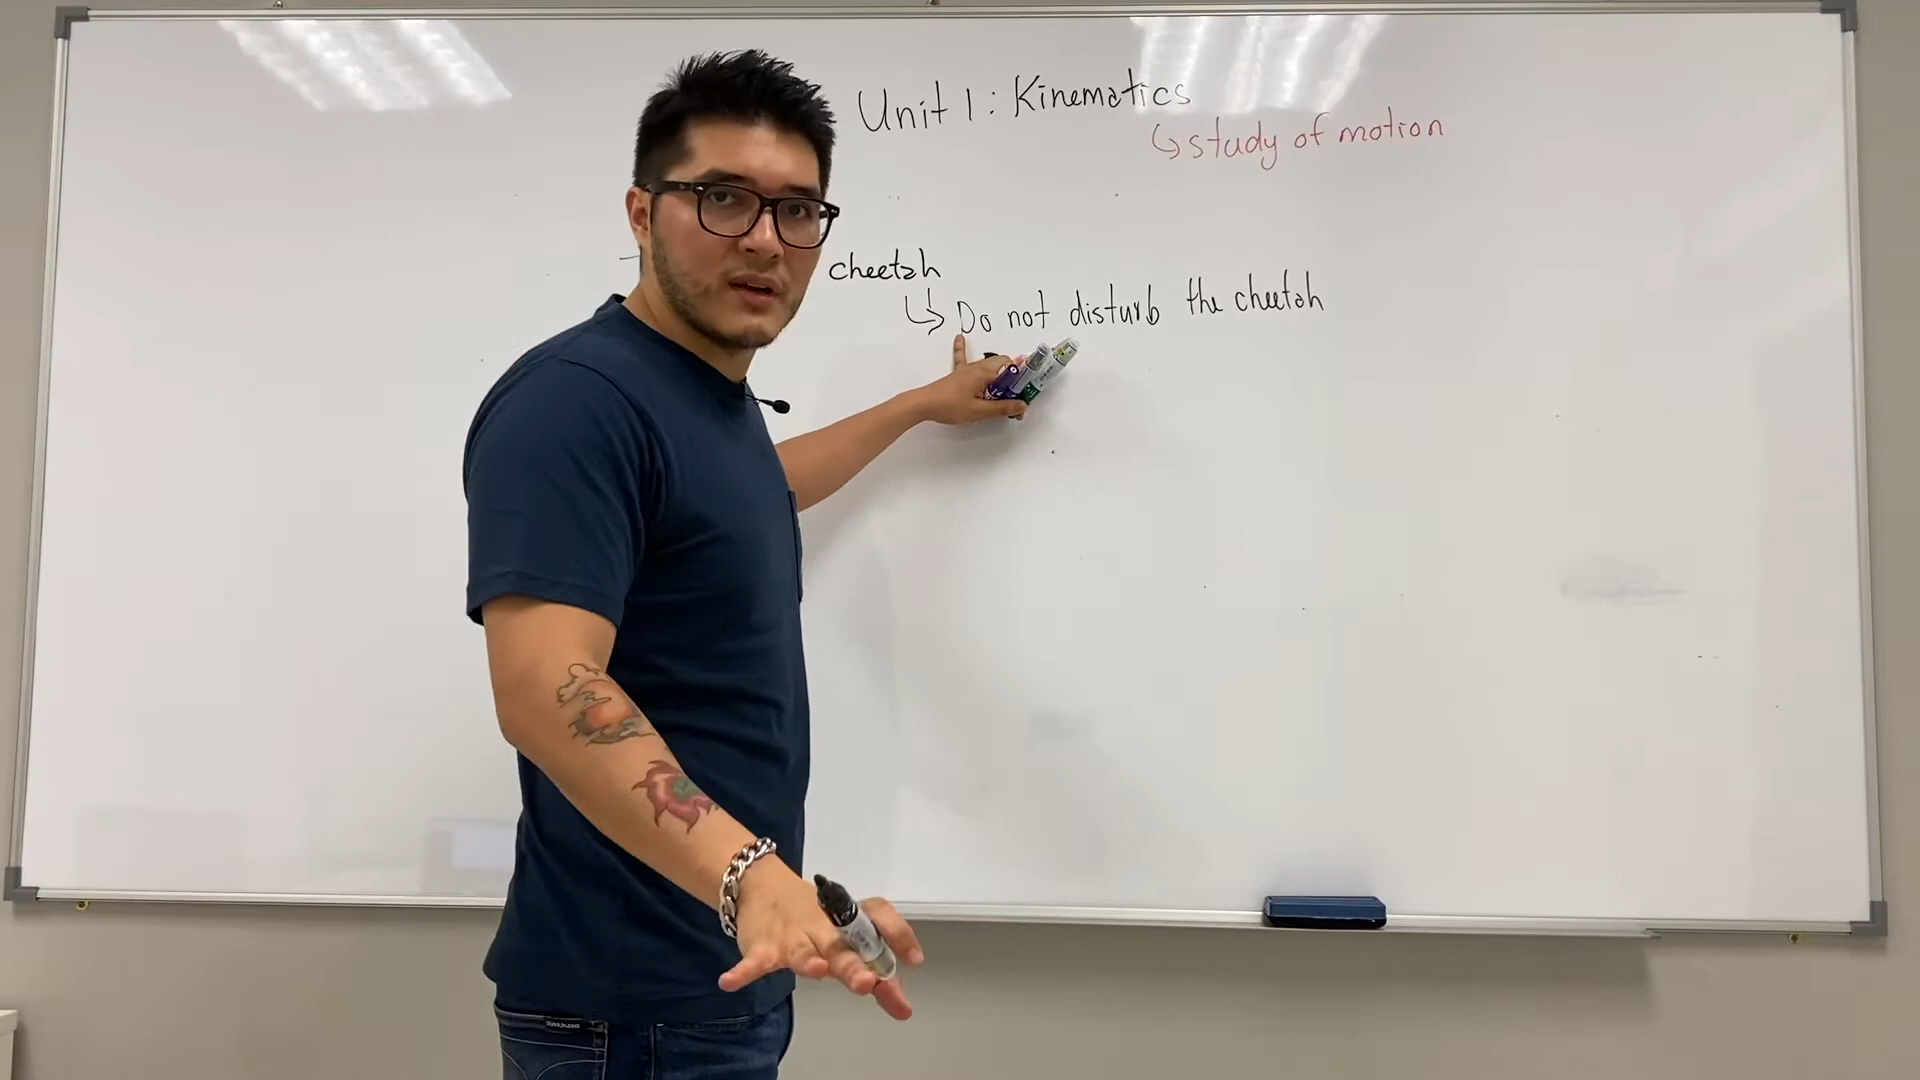 Unit 1: Kinematics
↳ study of motion
cheetah
↳ Do not disturb the cheetah